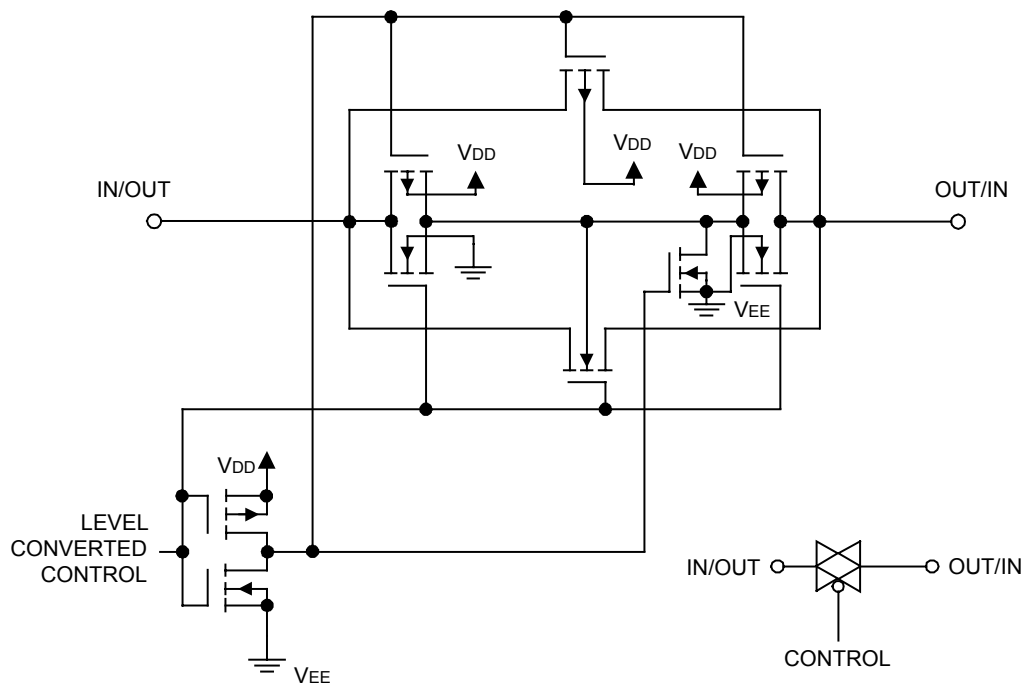 VDD
VDD
VDD
IN/OUT
OUT/IN
VEE
VDD
LEVEL
CONVERTED
CONTROL
VEE
IN/OUT
OUT/IN
CONTROL